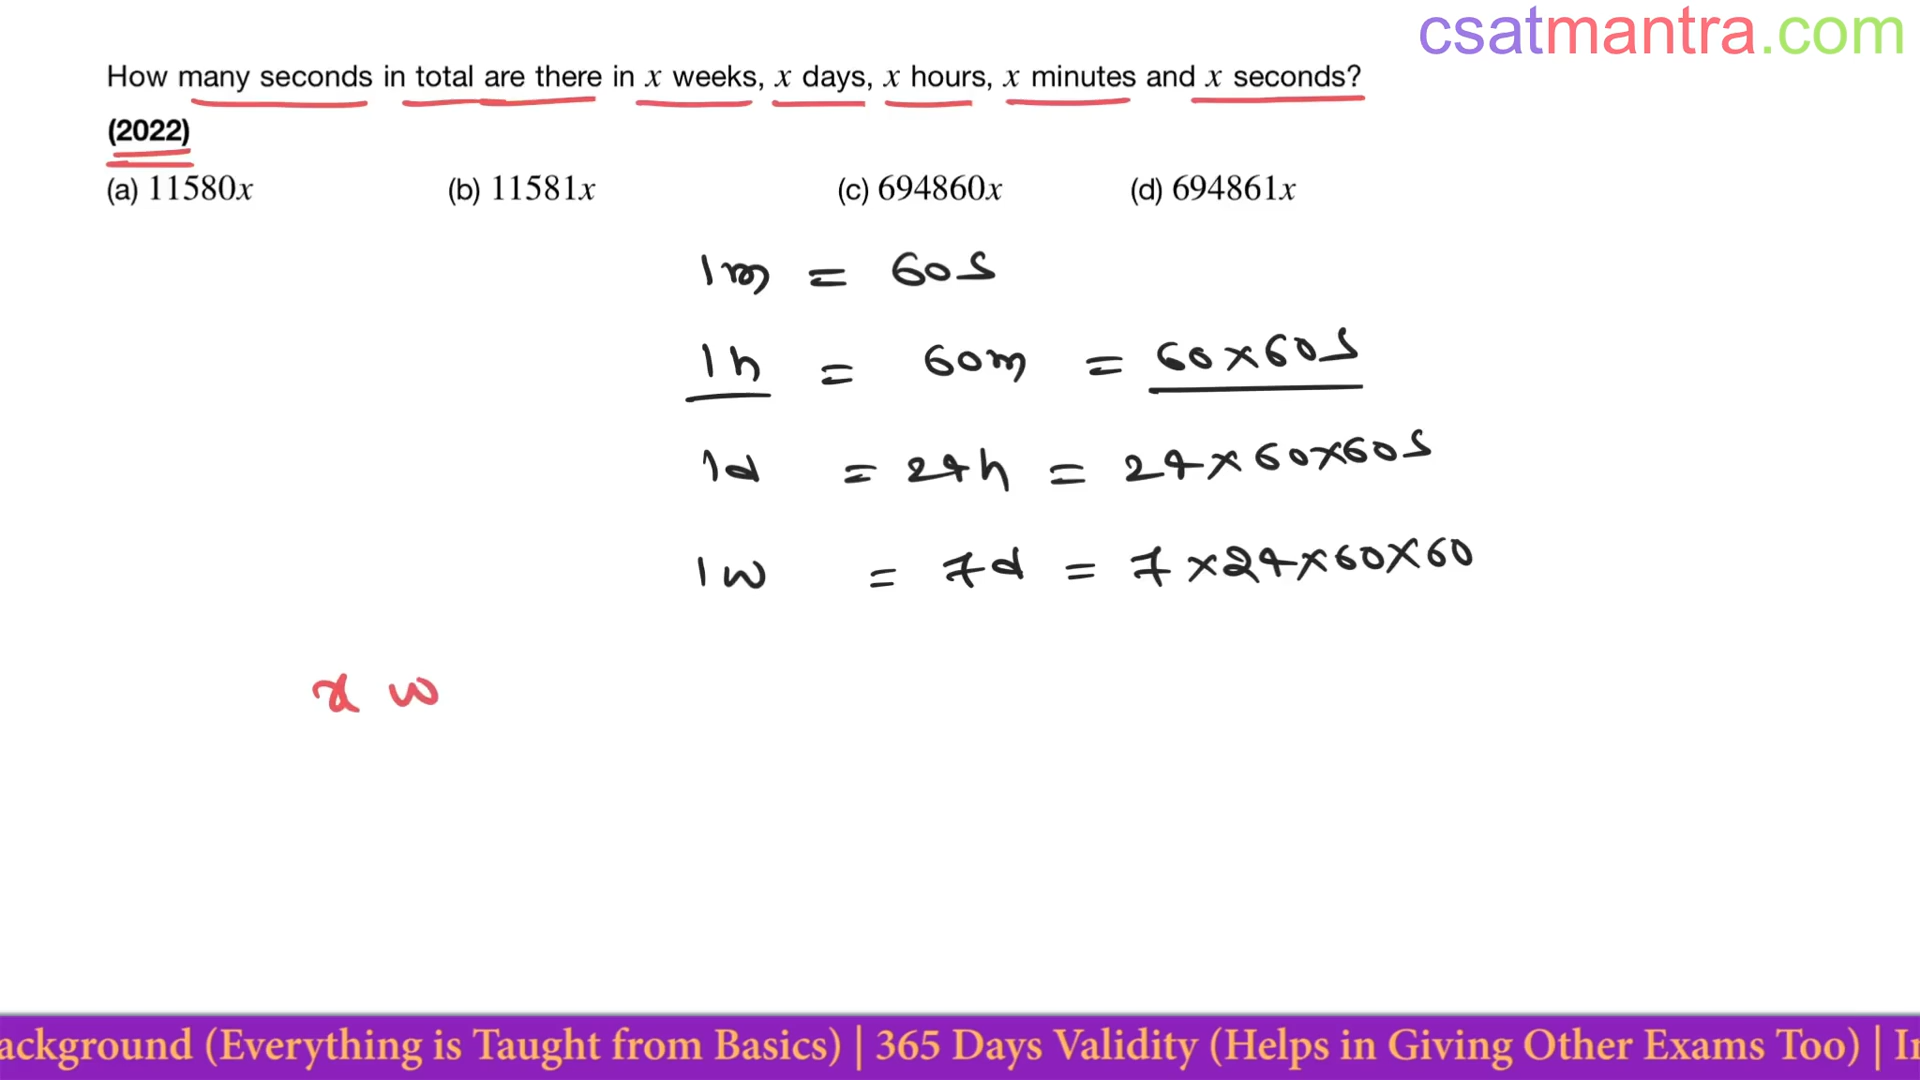 csatmantra.com
How many seconds in total are there in x weeks, x days, x hours, x minutes and x seconds?
(2022)
(a) 11580x (b) 11581x (c) 694860x (d) 694861x
1m = 60s
1h = 60m = 60×60s
1d = 24h = 24×60×60s
1w = 7d = 7×24×60×60
x w
ackground (Everything is Taught from Basics) | 365 Days Validity (Helps in Giving Other Exams Too) | In